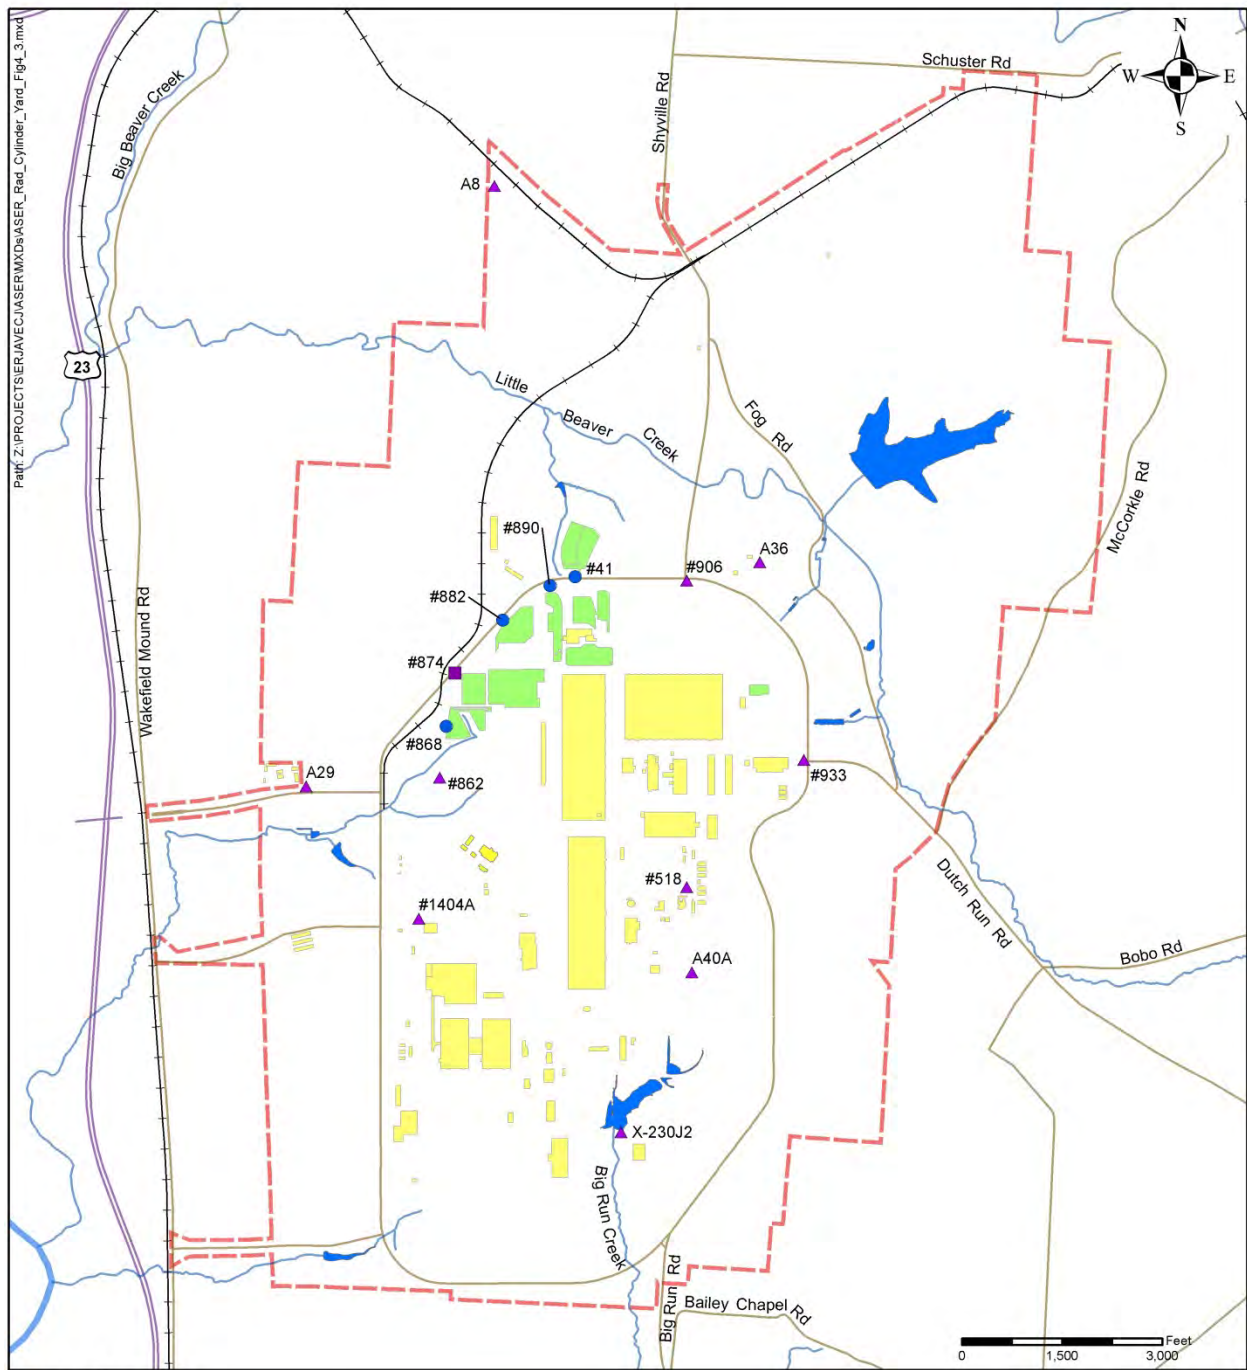 Path: Z:\PROJECTS\ERJAVECJ\ASER\MXDs\ASER_Rad_Cylinder_Yard_Fig4_3.mxd
N
W
E
S
Schuster Rd
Shyville Rd
Big Beaver Creek
A8
23
Little
Beaver
Creek
Fog Rd
McCorkle Rd
#890
#41
A36
#906
#882
Wakefield Mound Rd
#874
#868
#862
A29
#933
#518
#1404A
Dutch Run Rd
A40A
Bobo Rd
X-230J2
Big Run Creek
Big Run Rd
Bailey Chapel Rd
Feet
0
1,500
3,000